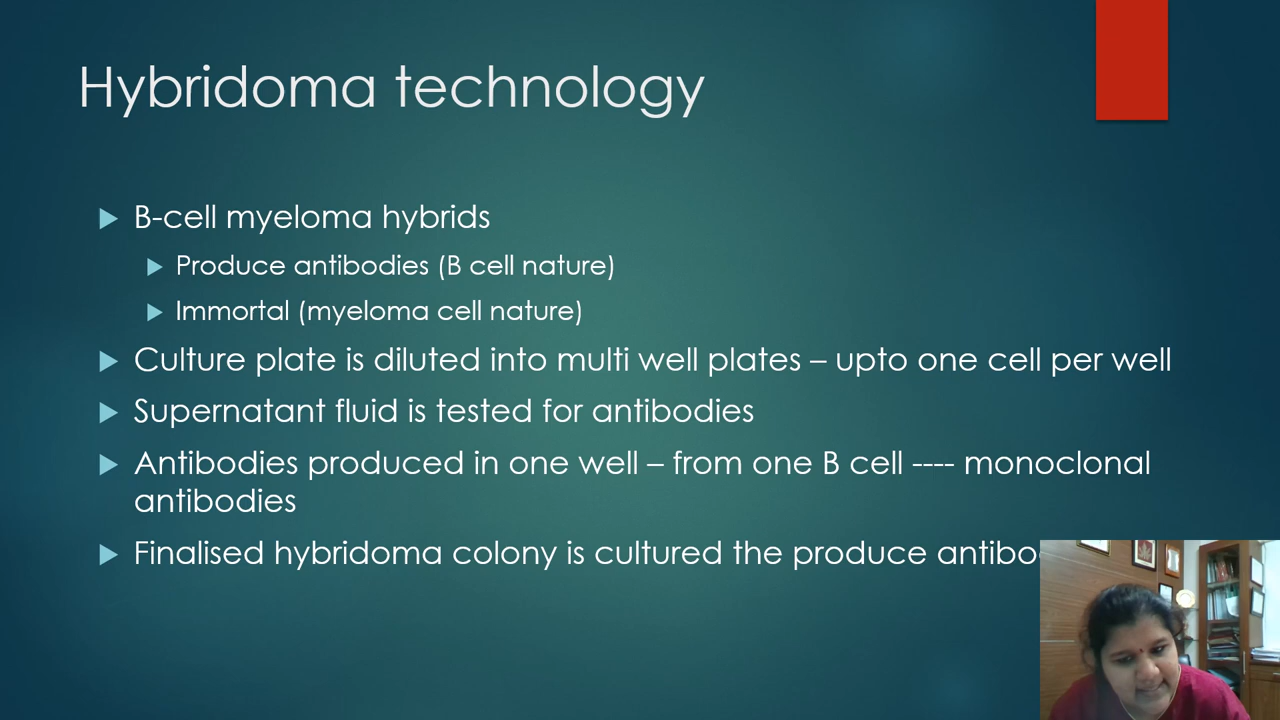 Hybridoma technology
B-cell myeloma hybrids
Produce antibodies (B cell nature)
Immortal (myeloma cell nature)
Culture plate is diluted into multi well plates – upto one cell per well
Supernatant fluid is tested for antibodies
Antibodies produced in one well – from one B cell ---- monoclonal
antibodies
Finalised hybridoma colony is cultured the produce